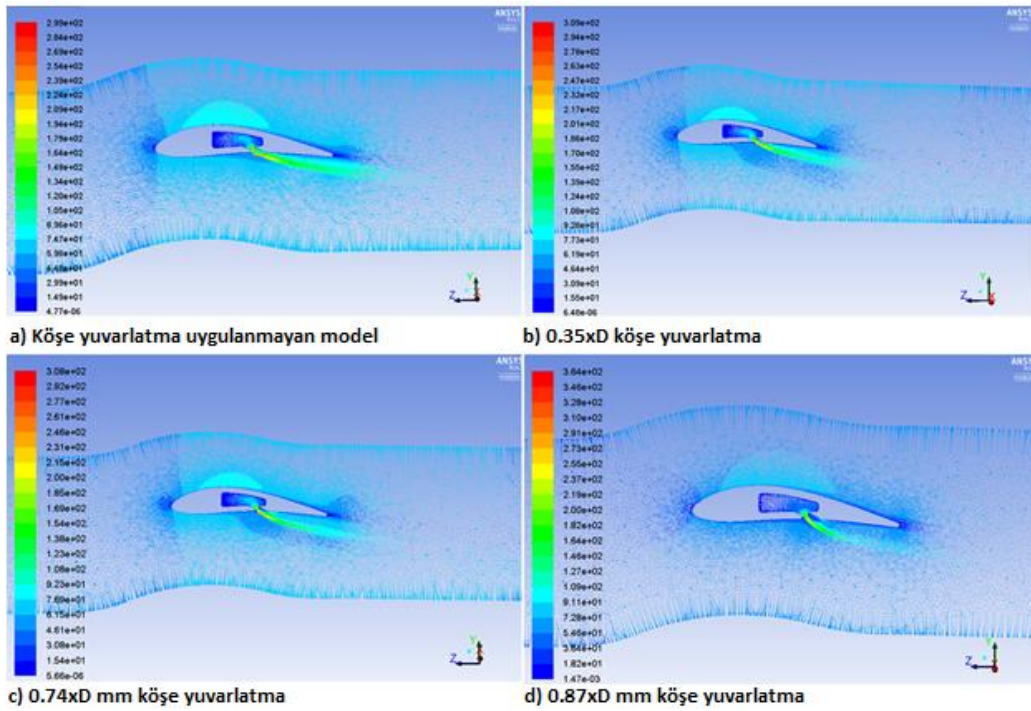 ANSYS
2.99e+02
2.84e+02
2.69e+02
2.54e+02
2.39e+02
2.24e+02
2.09e+02
1.94e+02
1.79e+02
1.64e+02
1.49e+02
1.34e+02
1.20e+02
1.05e+02
8.96e+01
7.47e+01
5.98e+01
4.48e+01
2.99e+01
1.49e+01
4.77e-06
Y
Z
a) Köşe yuvarlatma uygulanmayan model
ANSYS
3.09e+02
2.94e+02
2.78e+02
2.63e+02
2.47e+02
2.32e+02
2.17e+02
2.01e+02
1.86e+02
1.70e+02
1.55e+02
1.39e+02
1.24e+02
1.08e+02
9.28e+01
7.73e+01
6.19e+01
4.64e+01
3.09e+01
1.55e+01
6.48e-06
Y
Z
b) 0.35xD köşe yuvarlatma
ANSYS
3.08e+02
2.92e+02
2.77e+02
2.61e+02
2.46e+02
2.31e+02
2.15e+02
2.00e+02
1.85e+02
1.69e+02
1.54e+02
1.38e+02
1.23e+02
1.08e+02
9.23e+01
7.69e+01
6.15e+01
4.61e+01
3.08e+01
1.54e+01
5.66e-06
Y
Z
c) 0.74xD mm köşe yuvarlatma
ANSYS
3.64e+02
3.46e+02
3.28e+02
3.10e+02
2.91e+02
2.73e+02
2.55e+02
2.37e+02
2.19e+02
2.00e+02
1.82e+02
1.64e+02
1.46e+02
1.27e+02
1.09e+02
9.11e+01
7.28e+01
5.46e+01
3.64e+01
1.82e+01
1.47e-03
Y
Z
d) 0.87xD mm köşe yuvarlatma